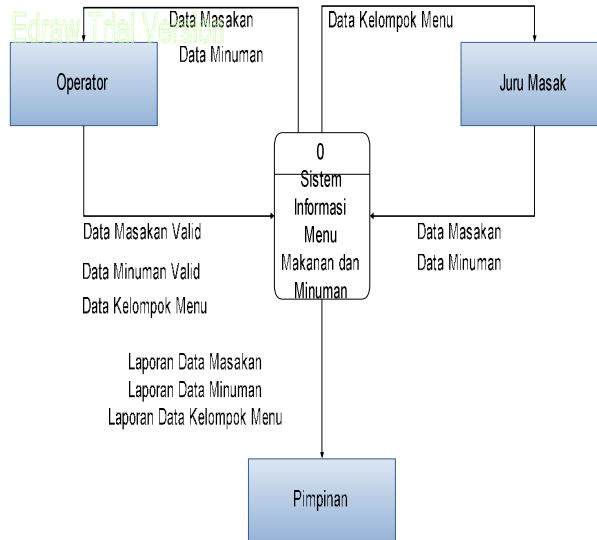 Edraw Trial Version
Data Masakan
Data Minuman
Data Kelompok Menu
Operator
Juru Masak
0
Sistem
Informasi
Menu
Makanan dan
Minuman
Data Masakan Valid
Data Minuman Valid
Data Kelompok Menu
Data Masakan
Data Minuman
Laporan Data Masakan
Laporan Data Minuman
Laporan Data Kelompok Menu
Pimpinan